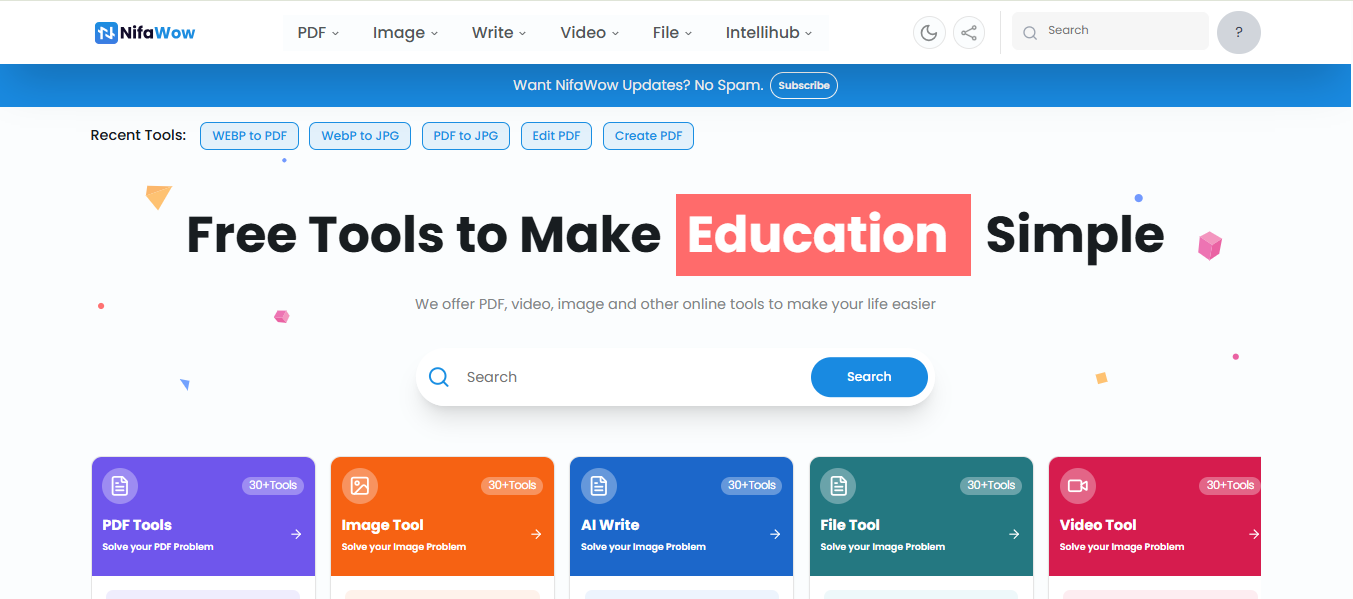 NifaWow
PDF Image Write Video File Intellihub
Search
?
Want NifaWow Updates? No Spam. Subscribe
Recent Tools: WEBP to PDF WebP to JPG PDF to JPG Edit PDF Create PDF
Free Tools to Make Education Simple
We offer PDF, video, image and other online tools to make your life easier
Search Search
30+Tools
PDF Tools
Solve your PDF Problem
30+Tools
Image Tool
Solve your Image Problem
30+Tools
AI Write
Solve your Image Problem
30+Tools
File Tool
Solve your Image Problem
30+Tools
Video Tool
Solve your Image Problem